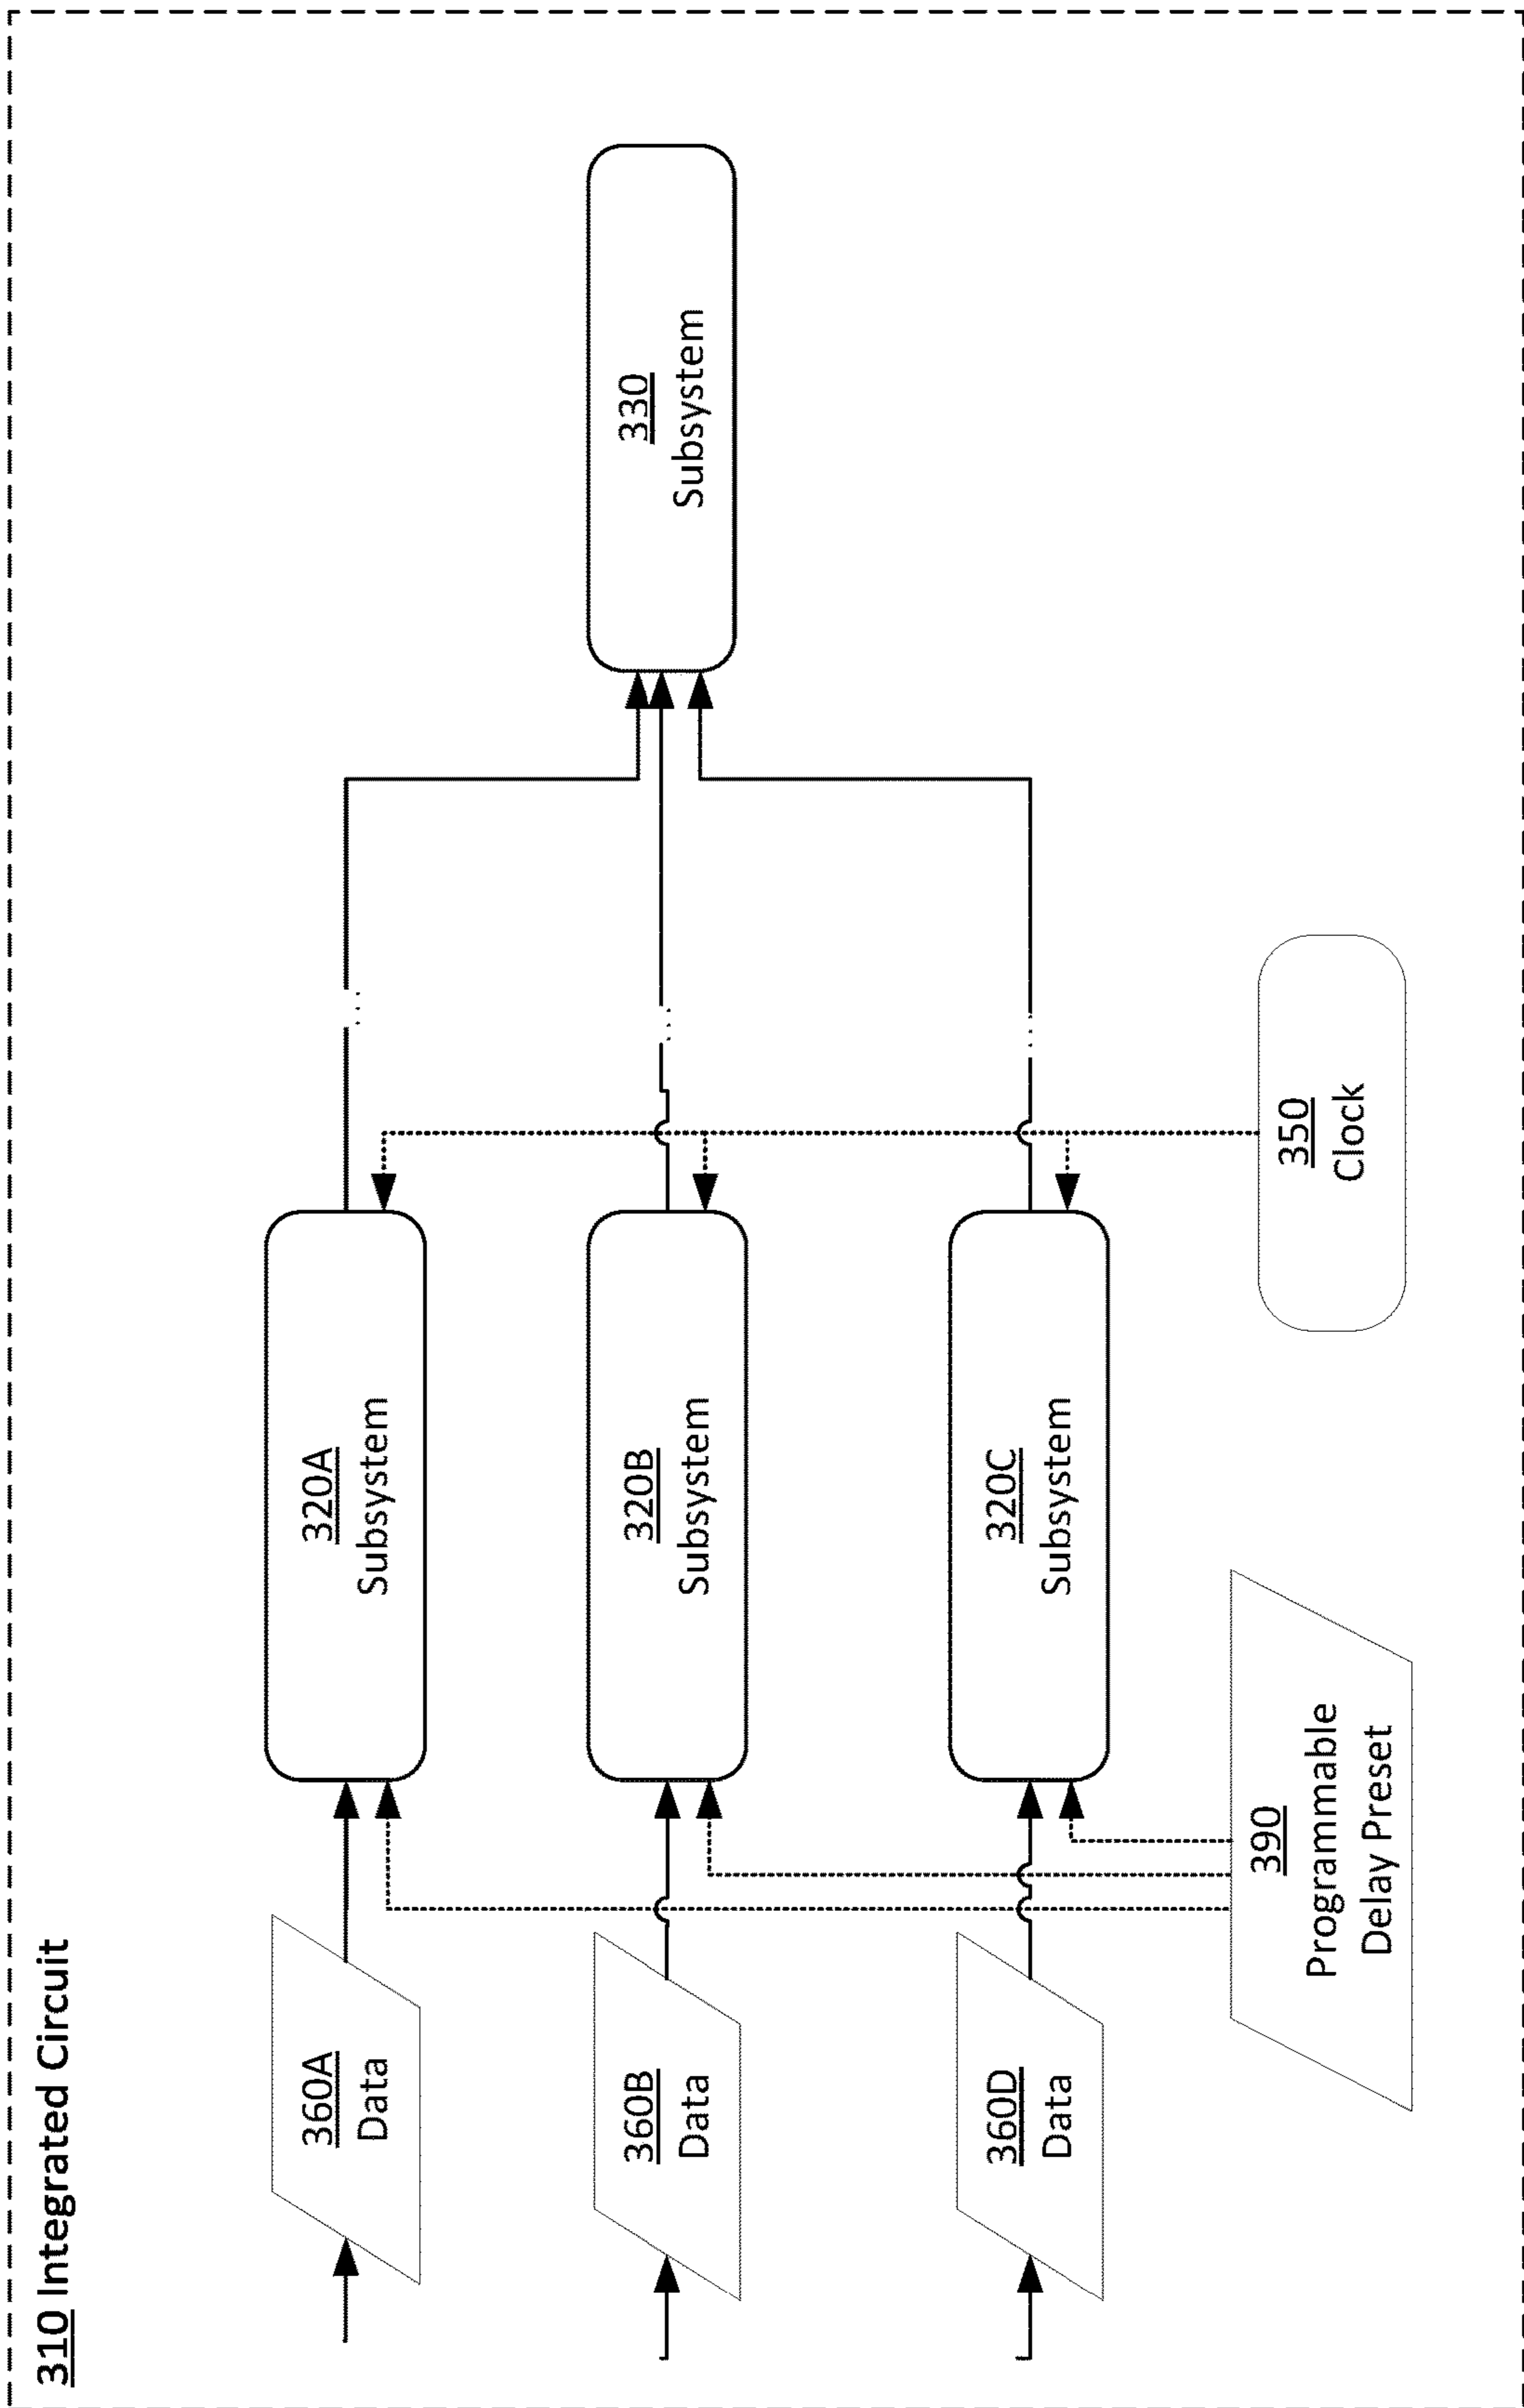 310 Integrated Circuit
360A
Data
320A
Subsystem
360B
Data
320B
Subsystem
330
Subsystem
360D
Data
320C
Subsystem
390
Programmable
Delay Preset
350
Clock